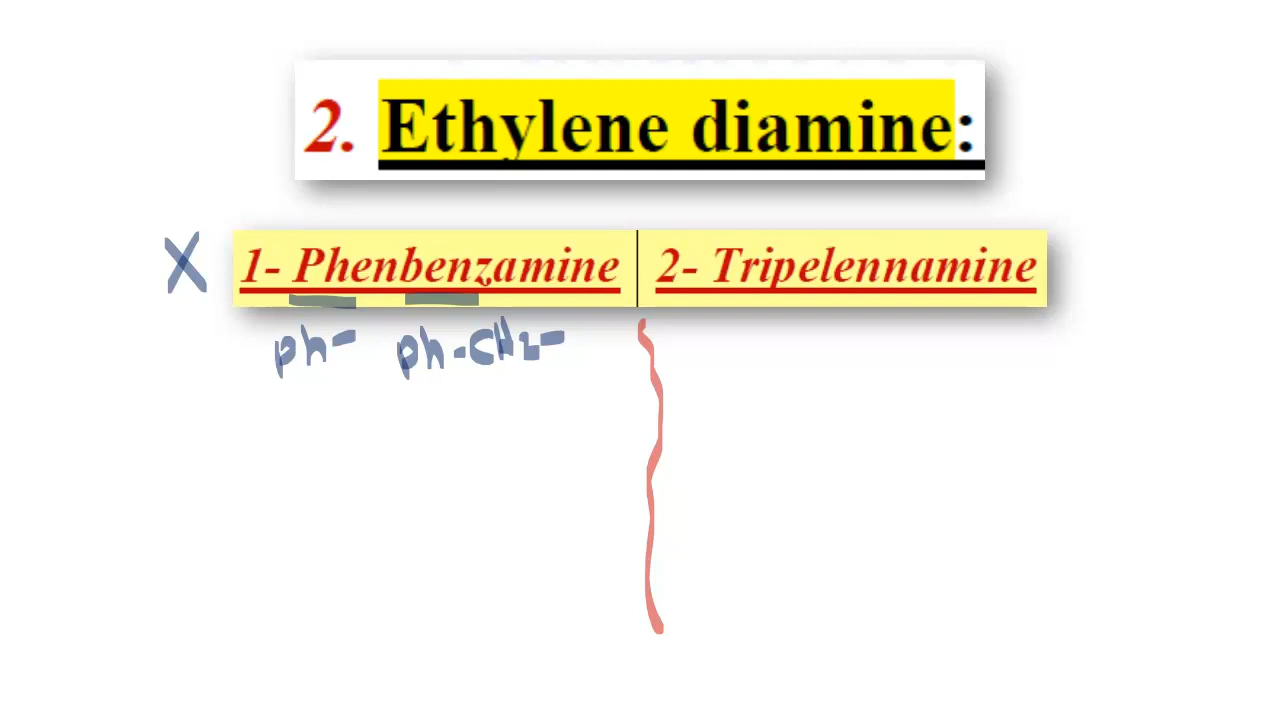 2. Ethylene diamine:
X 1- Phenbenzamine 2- Tripelennamine
ph- ph-CH2-